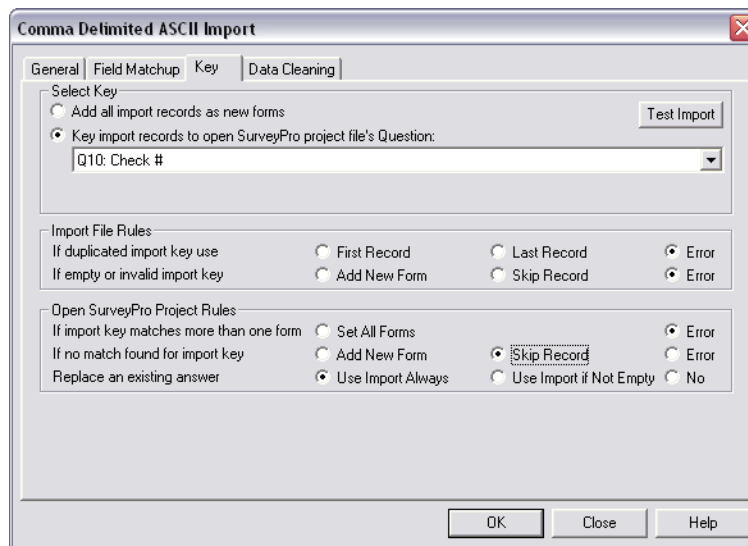 Comma Delimited ASCII Import
General Field Matchup Key Data Cleaning
Select Key
Add all import records as new forms
Test Import
Key import records to open SurveyPro project file's Question:
Q10: Check #
Import File Rules
If duplicated import key use First Record Last Record Error
If empty or invalid import key Add New Form Skip Record Error
Open SurveyPro Project Rules
If import key matches more than one form Set All Forms Error
If no match found for import key Add New Form Skip Record Error
Replace an existing answer Use Import Always Use Import if Not Empty No
OK Close Help